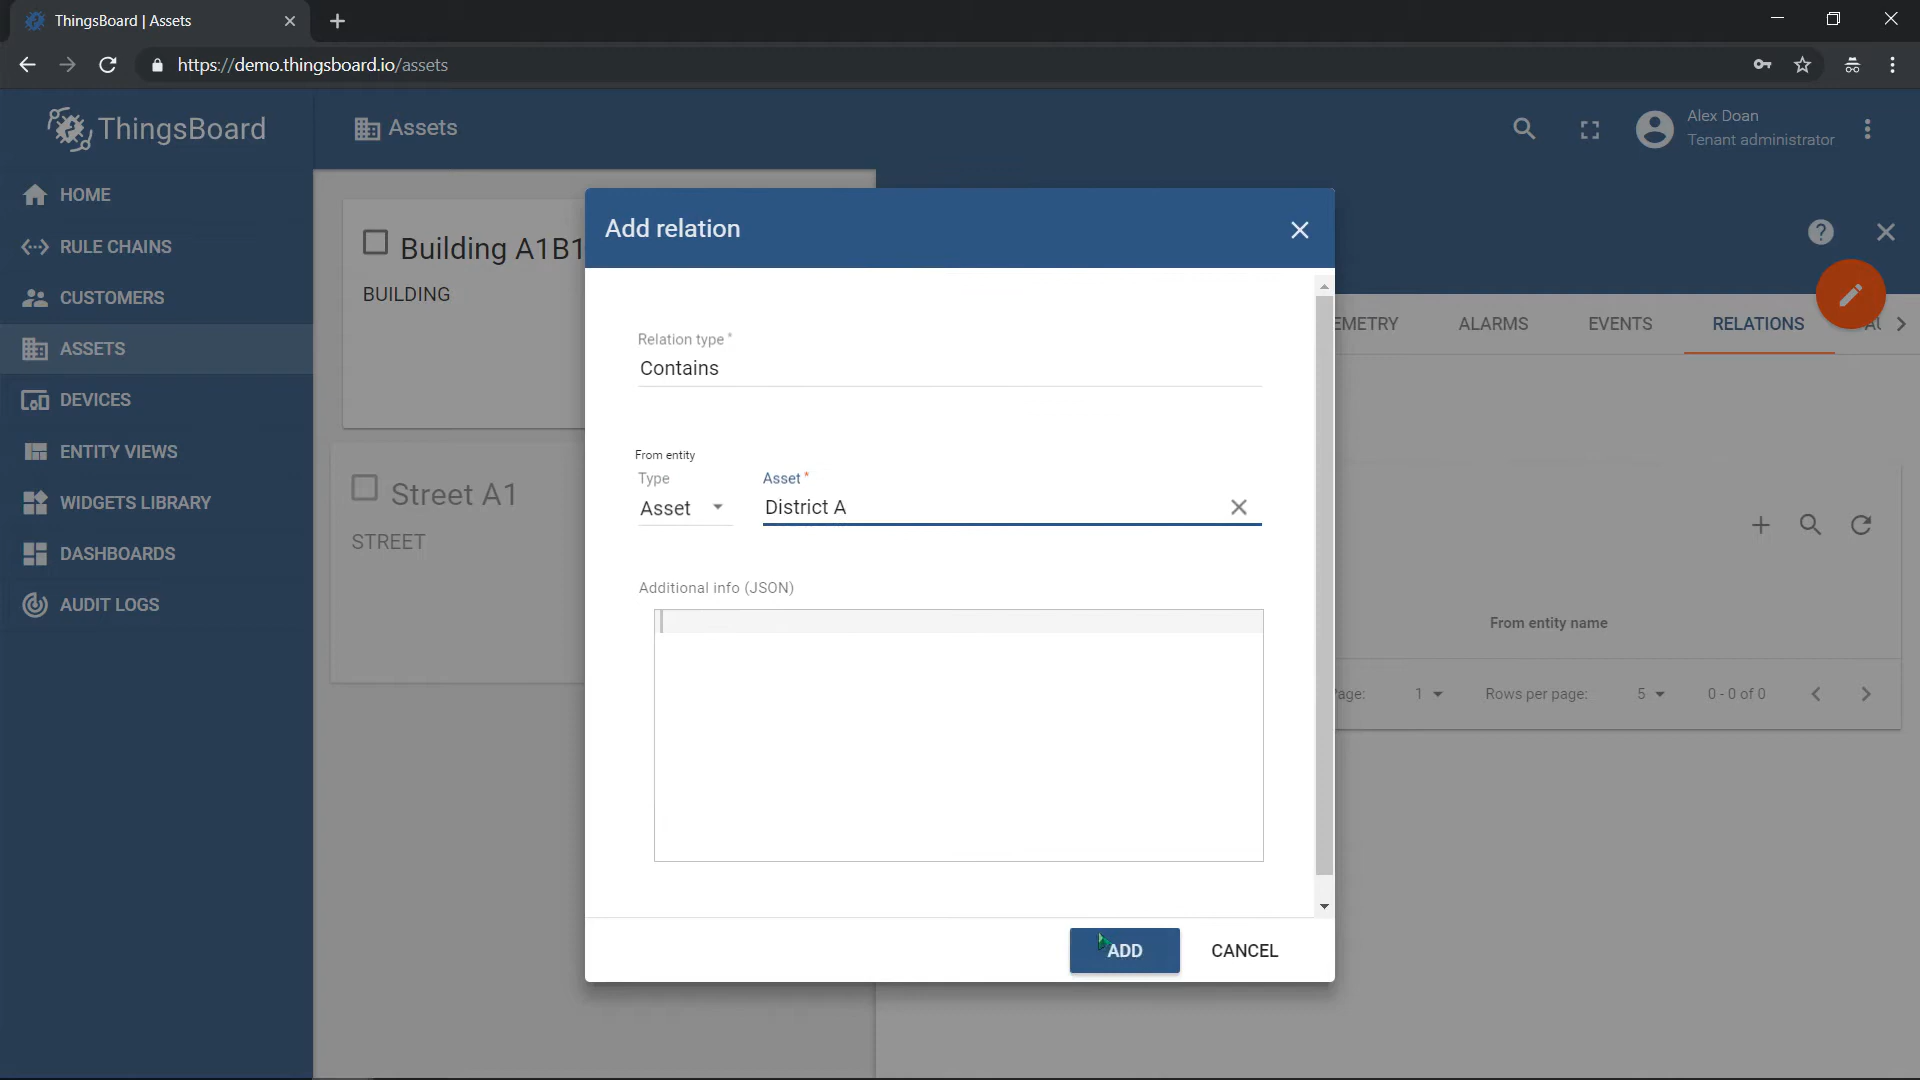 ThingsBoard | Assets
https://demo.thingsboard.io/assets
ThingsBoard
Assets
Alex Doan
Tenant administrator
HOME
RULE CHAINS
CUSTOMERS
ASSETS
DEVICES
ENTITY VIEWS
WIDGETS LIBRARY
DASHBOARDS
AUDIT LOGS
Building A1B1
BUILDING
Street A1
STREET
Add relation
Relation type *
Contains
From entity
Type
Asset *
Asset
District A
Additional info (JSON)
ADD
CANCEL
EMETRY
ALARMS
EVENTS
RELATIONS
AU
From entity name
age:
1
Rows per page:
5
0 - 0 of 0